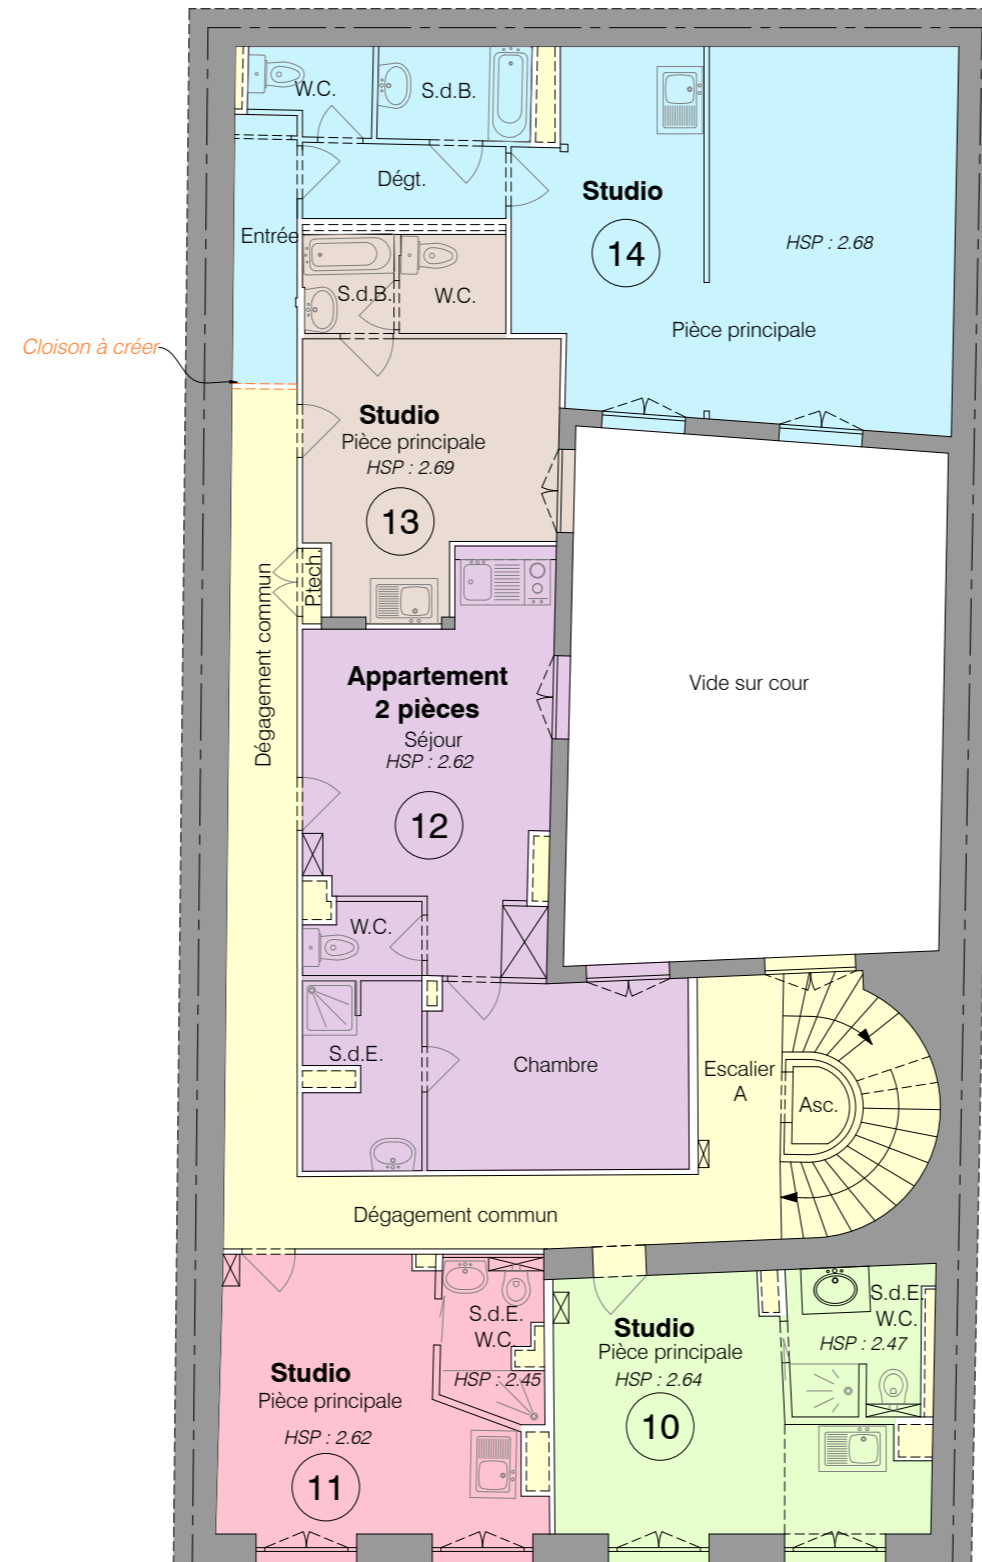 W.C.
S.d.B.
Dégt.
Studio
14
HSP : 2.68
Entrée
S.d.B.
W.C.
Pièce principale
Cloison à créer
Studio
Pièce principale
HSP : 2.69
13
P.tech.
Dégagement commun
Appartement
2 pièces
Séjour
HSP : 2.62
12
Vide sur cour
W.C.
S.d.E.
Chambre
Escalier
A
Asc.
Dégagement commun
S.d.E.
W.C.
HSP : 2.45
Studio
Pièce principale
HSP : 2.62
11
Studio
Pièce principale
HSP : 2.64
10
S.d.E.
W.C.
HSP : 2.47